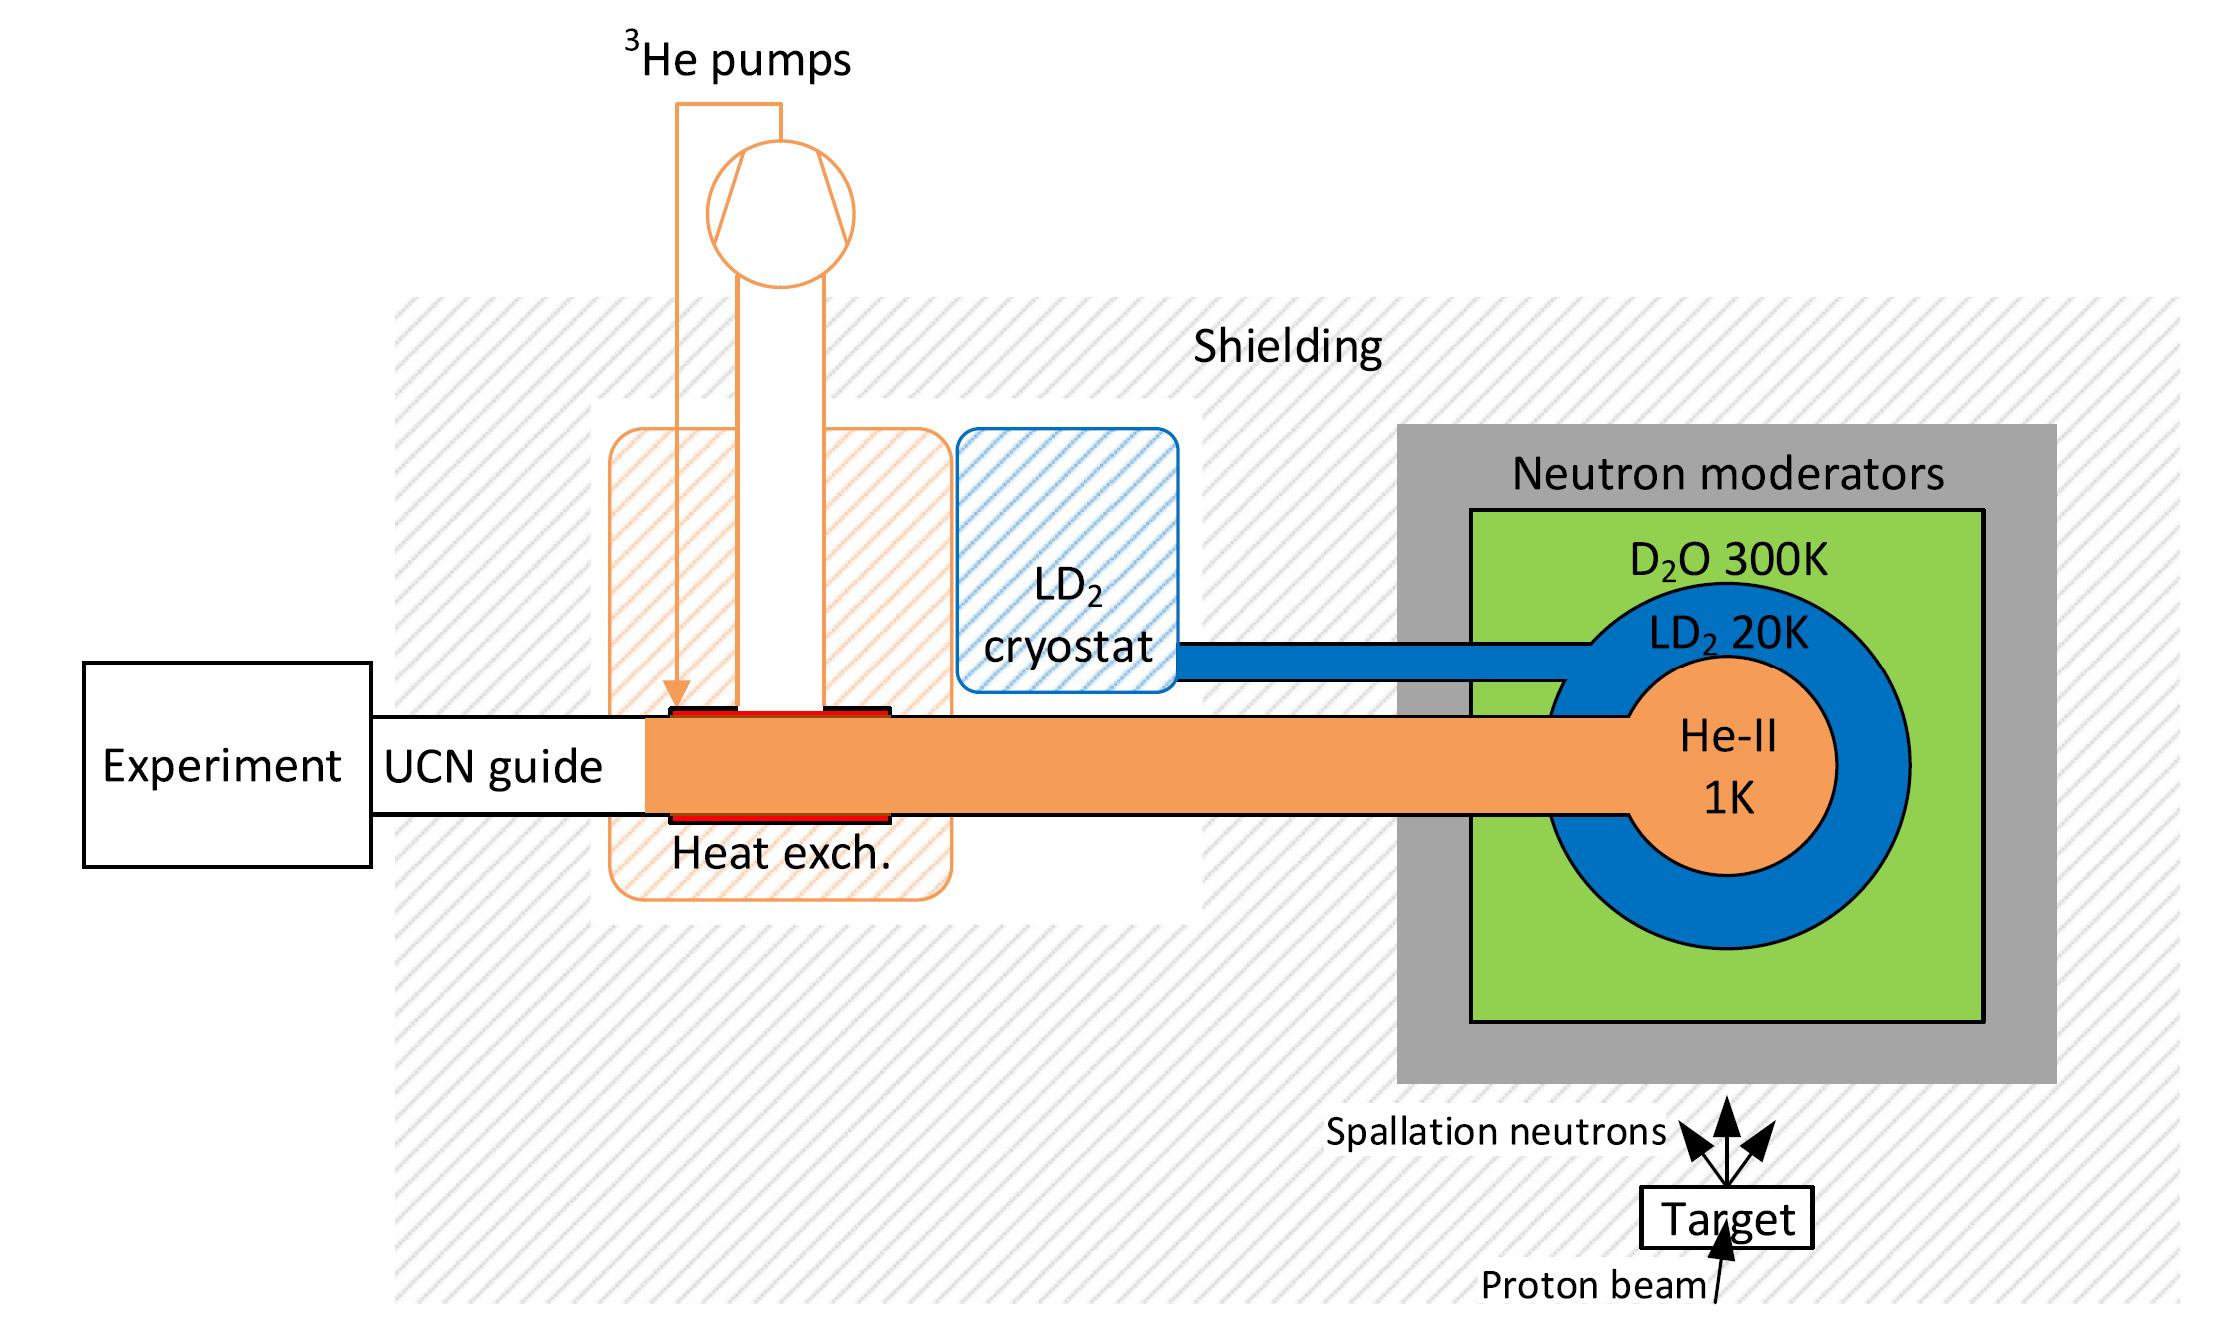 ³He pumps
Shielding
Neutron moderators
D₂O 300K
LD₂
cryostat
LD₂ 20K
He-II
1K
Experiment
UCN guide
Heat exch.
Spallation neutrons
Target
Proton beam